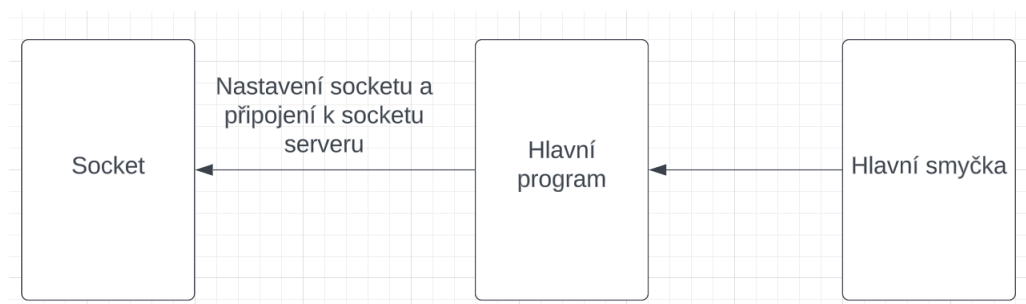 Socket
Nastavení socketu a
připojení k socketu
serveru
Hlavní
program
Hlavní smyčka